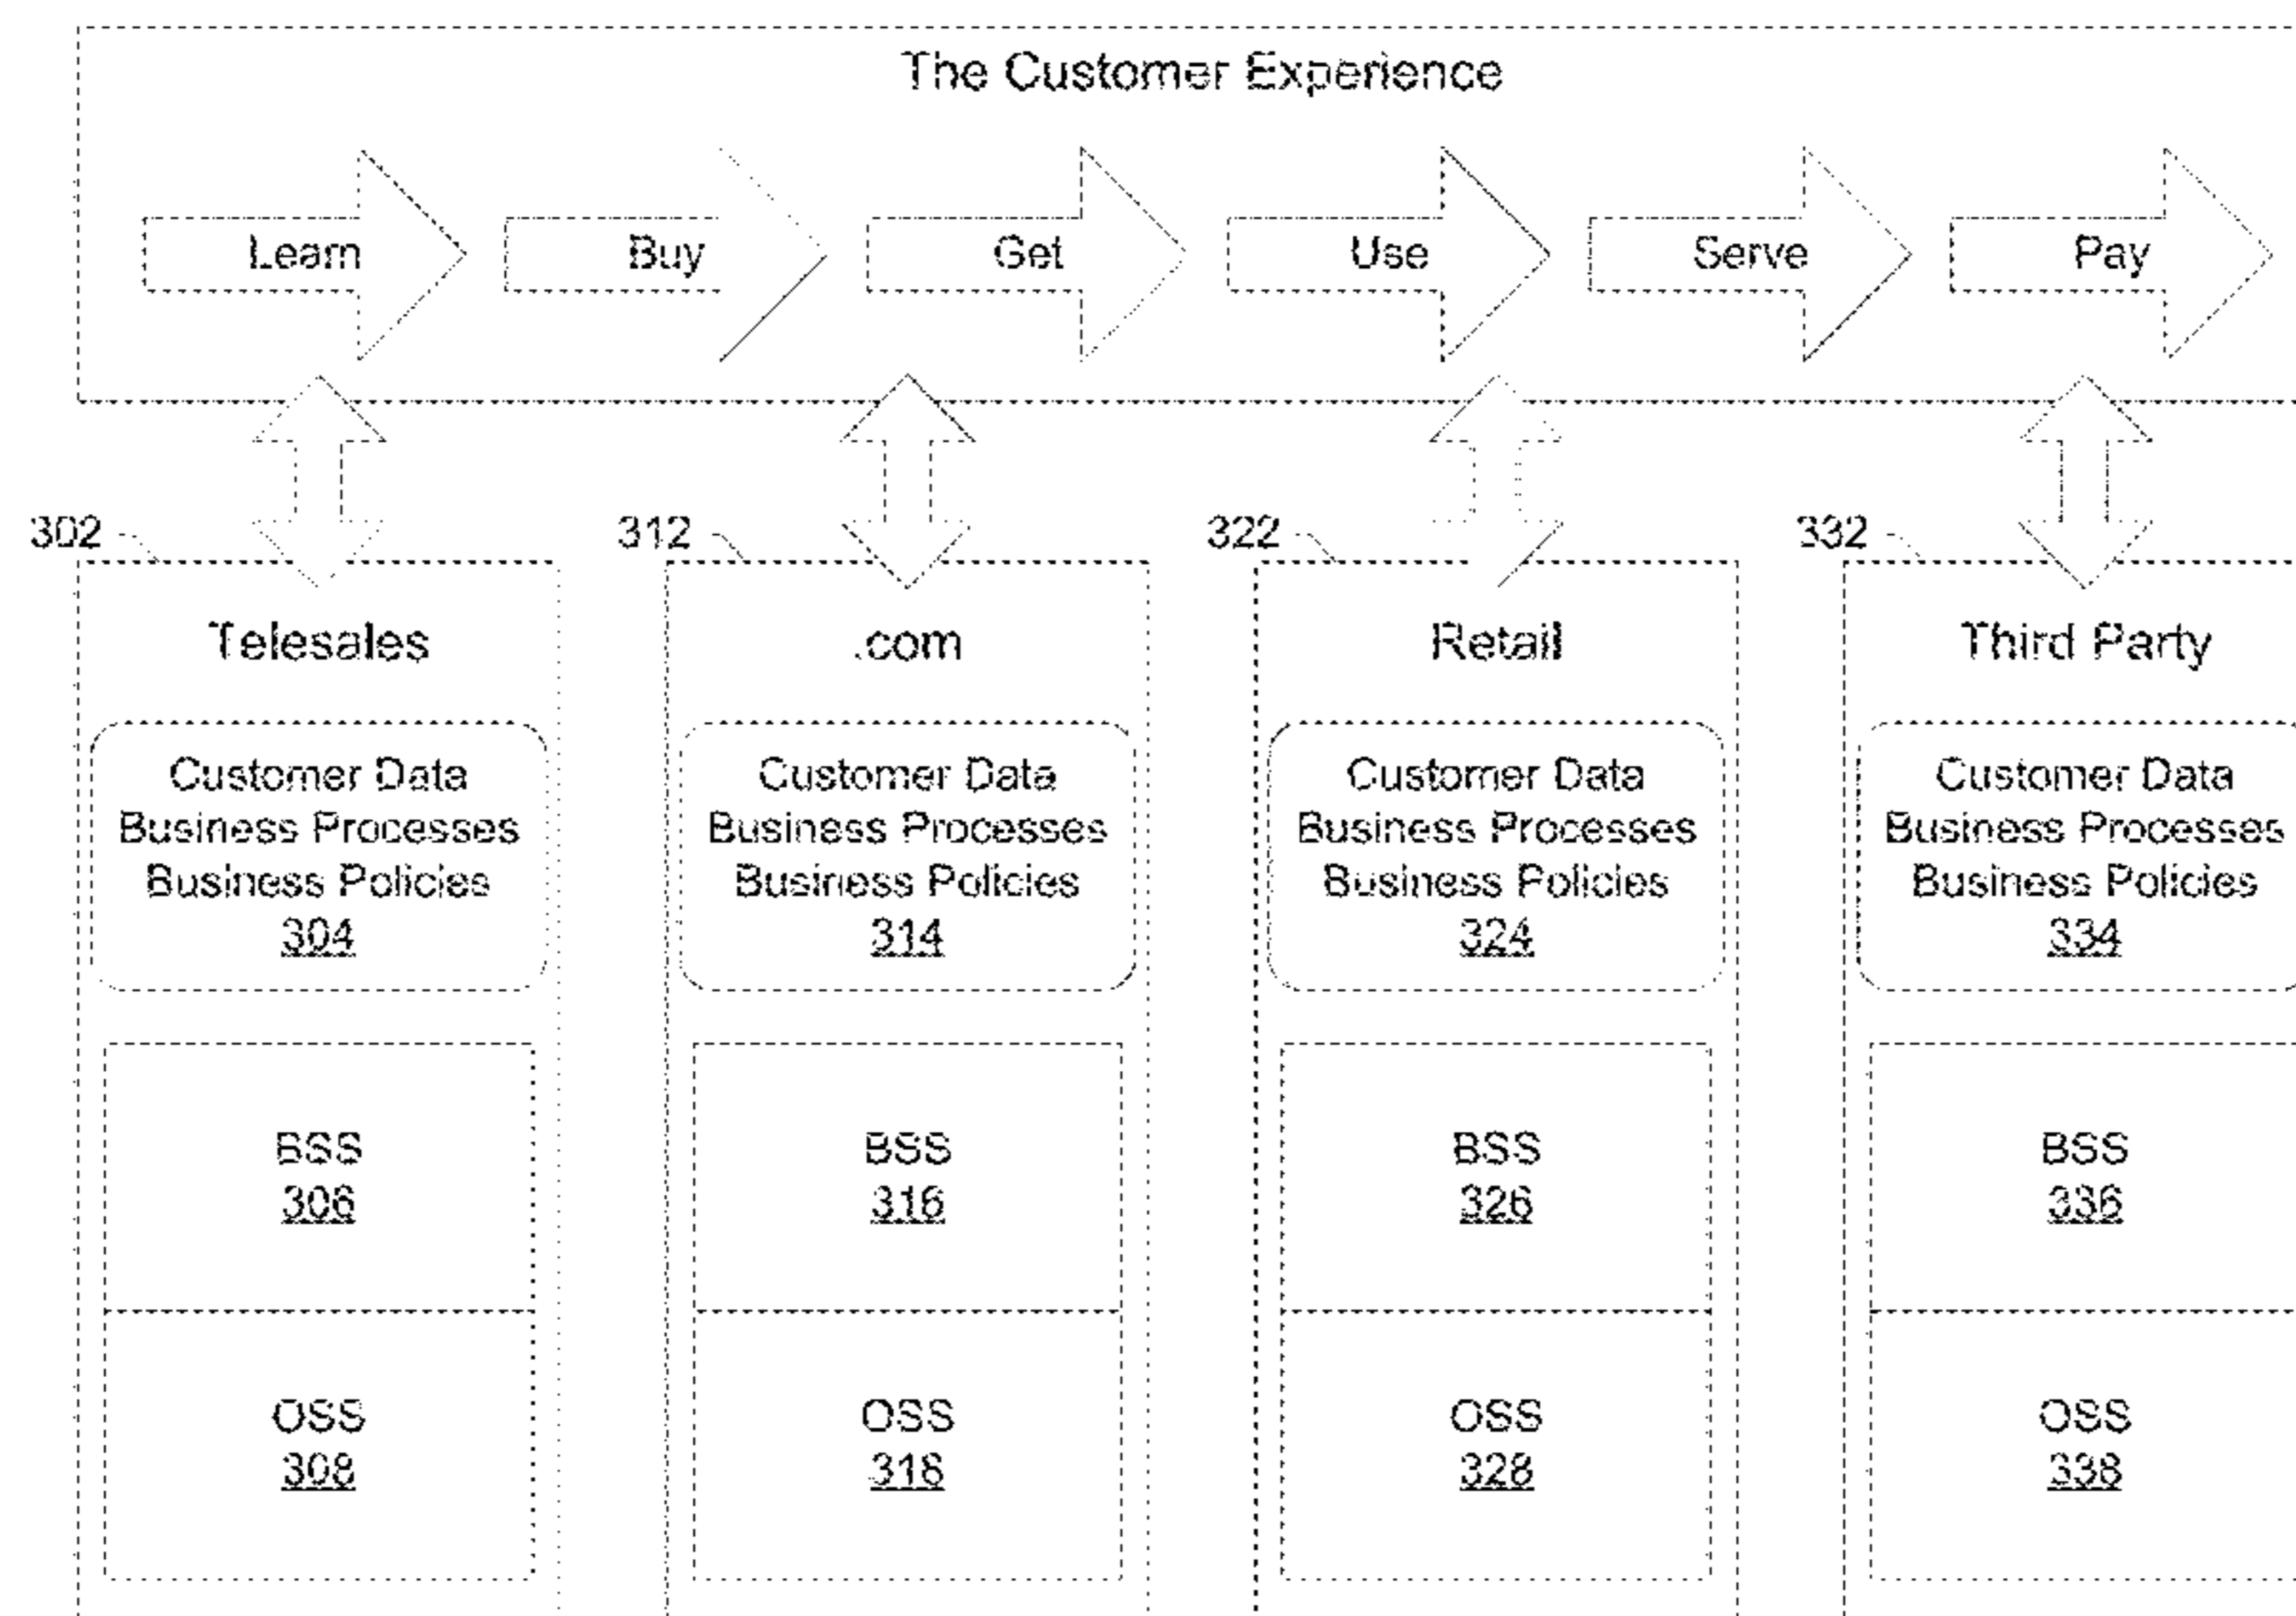 The Customer Experience
Learn
Buy
Get
Use
Serve
Pay
302
312
322
332
Telesales
.com
Retail
Third Party
Customer Data
Business Processes
Business Policies
304
Customer Data
Business Processes
Business Policies
314
Customer Data
Business Processes
Business Policies
324
Customer Data
Business Processes
Business Policies
334
BSS
306
BSS
316
BSS
326
BSS
336
OSS
308
OSS
318
OSS
328
OSS
338